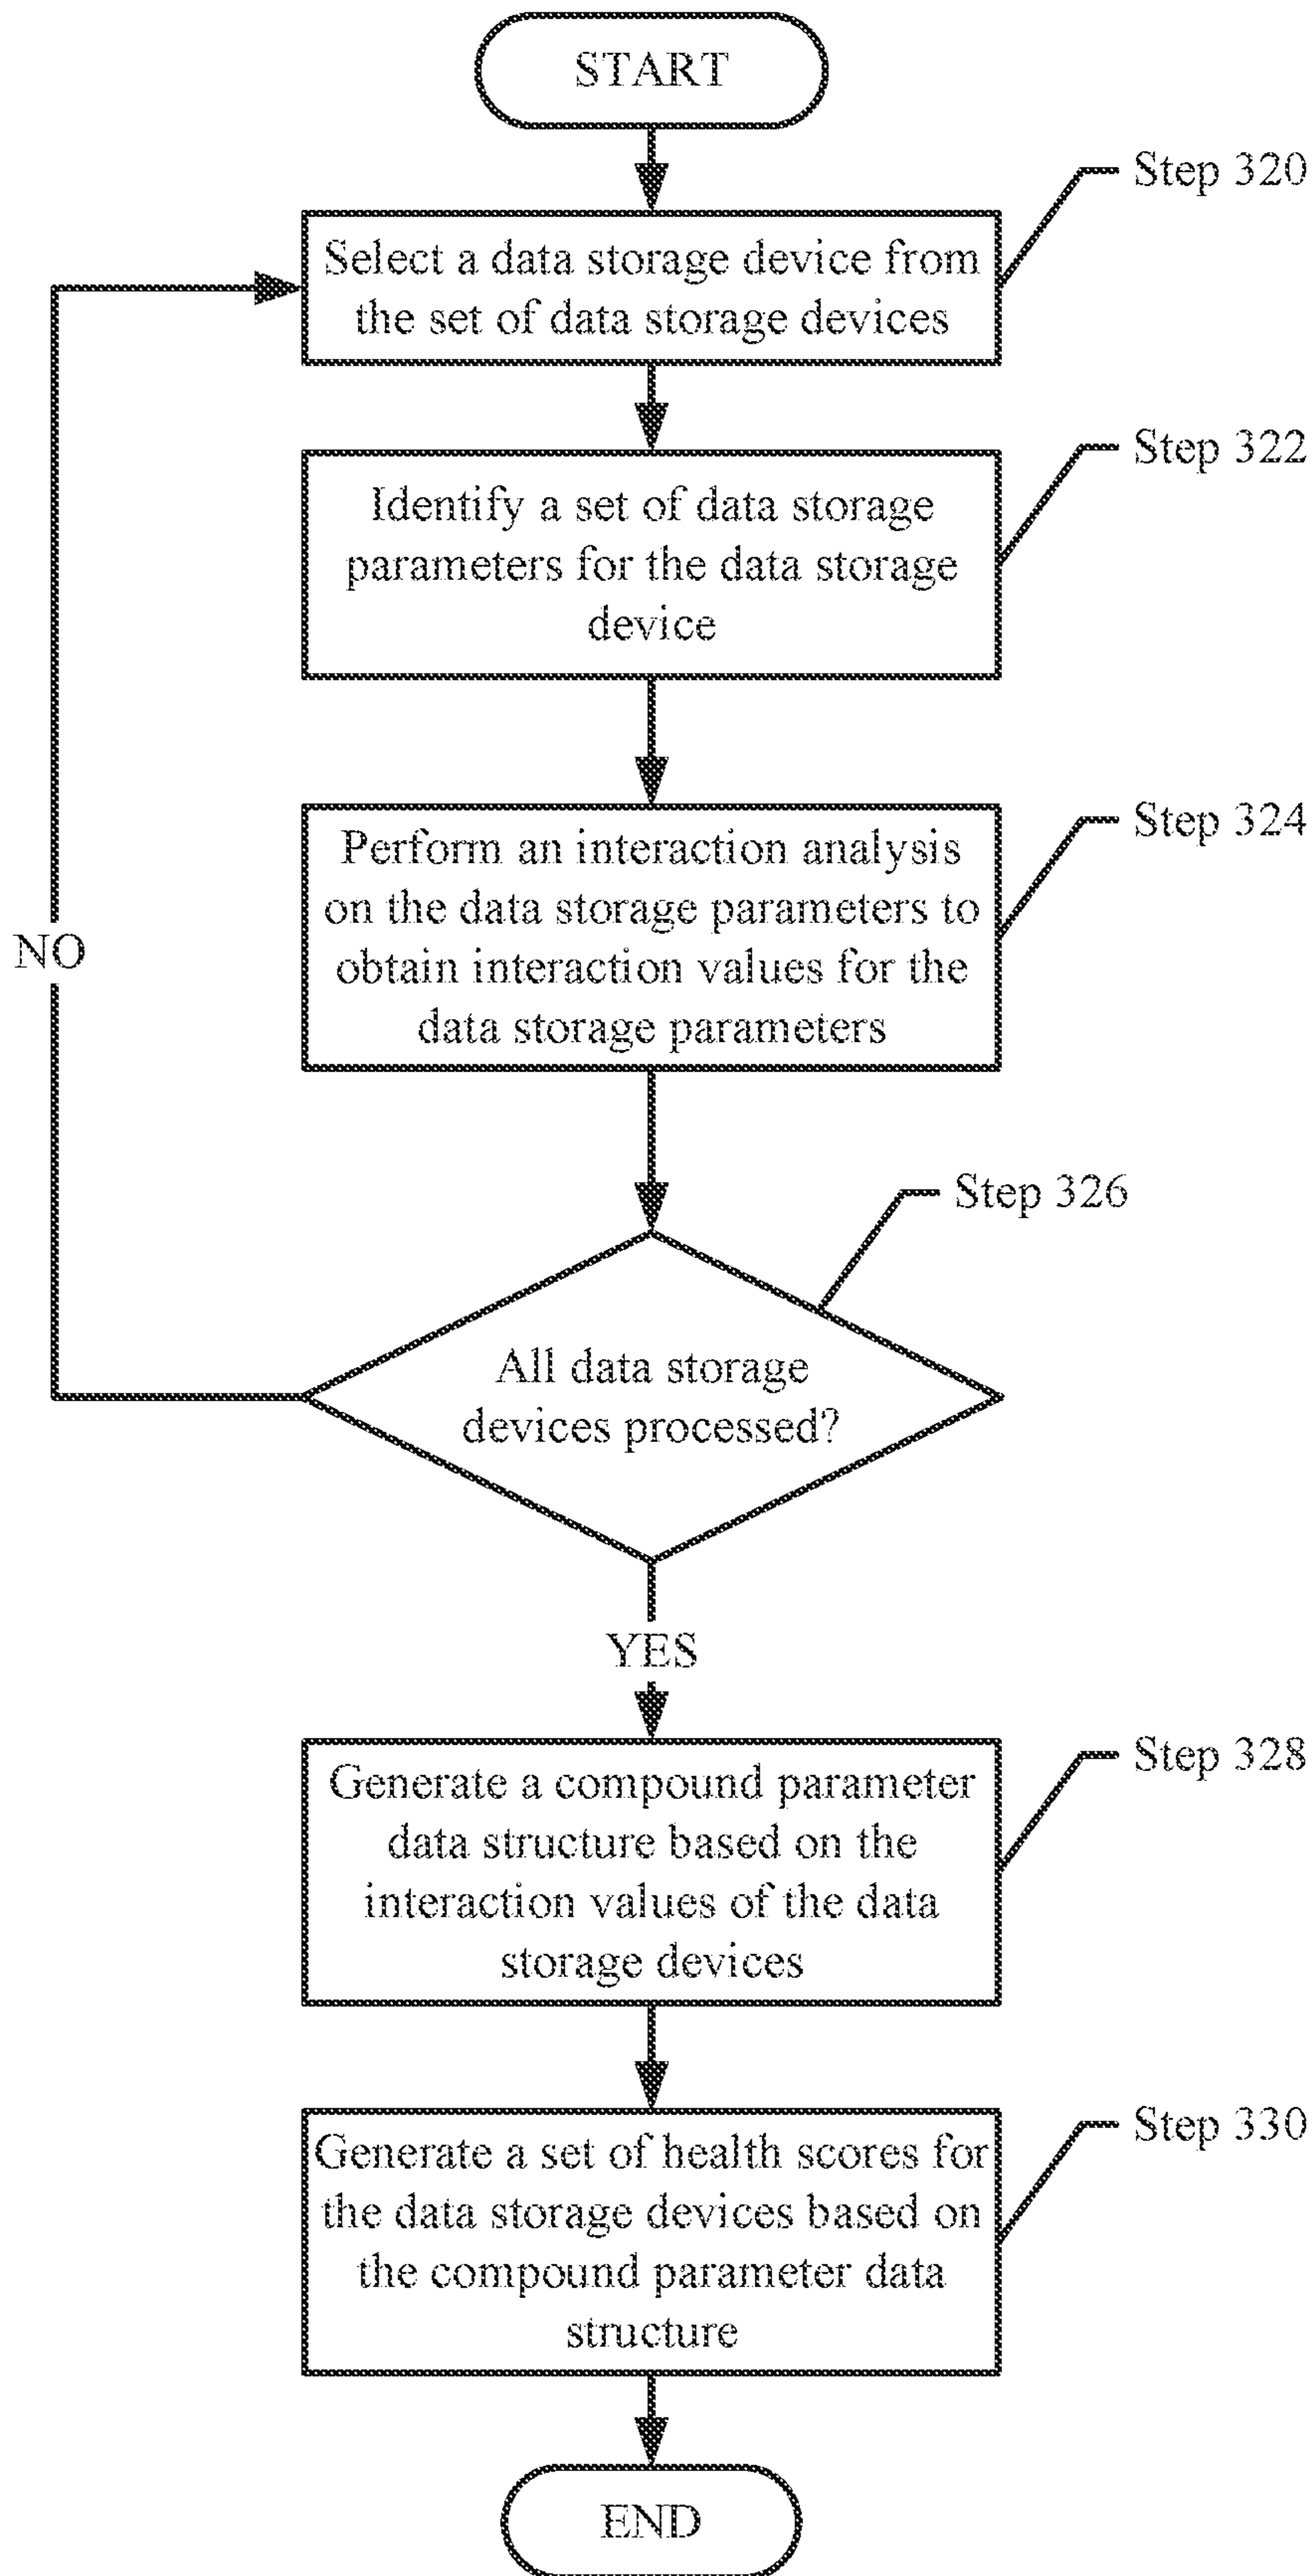 START
Step 320
Select a data storage device from
the set of data storage devices
Step 322
Identify a set of data storage
parameters for the data storage
device
Step 324
Perform an interaction analysis
on the data storage parameters to
obtain interaction values for the
data storage parameters
NO
Step 326
All data storage
devices processed?
YES
Step 328
Generate a compound parameter
data structure based on the
interaction values of the data
storage devices
Step 330
Generate a set of health scores for
the data storage devices based on
the compound parameter data
structure
END